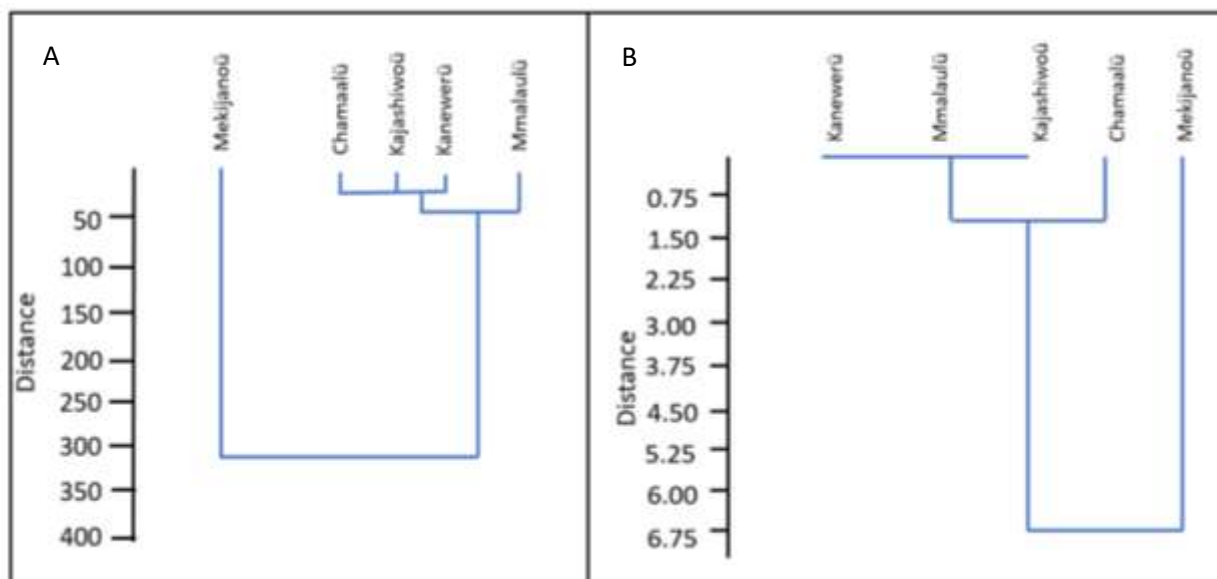 A
Mekijanoü
Chamaalü
Kajashiwoü
Kanewerü
Mmalaulü
Distance
50
100
150
200
250
300
350
400
B
Kanewerü
Mmalaulü
Kajashiwoü
Chamaalü
Mekijanoü
Distance
0.75
1.50
2.25
3.00
3.75
4.50
5.25
6.00
6.75